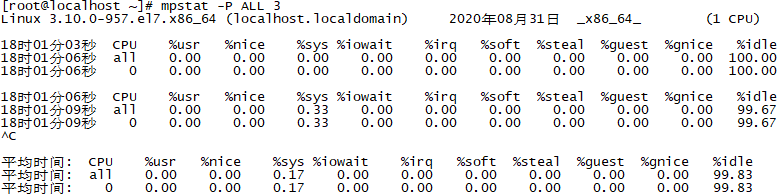 [root@localhost ~]# mpstat -P ALL 3
Linux 3.10.0-957.el7.x86_64 (localhost.localdomain) 2020年08月31日 _x86_64_ (1 CPU)
18时01分03秒 CPU %usr %nice %sys %iowait %irq %soft %steal %guest %gnice %idle
18时01分06秒 all 0.00 0.00 0.00 0.00 0.00 0.00 0.00 0.00 0.00 100.00
18时01分06秒 0 0.00 0.00 0.00 0.00 0.00 0.00 0.00 0.00 0.00 100.00
18时01分06秒 CPU %usr %nice %sys %iowait %irq %soft %steal %guest %gnice %idle
18时01分09秒 all 0.00 0.00 0.33 0.00 0.00 0.00 0.00 0.00 0.00 99.67
18时01分09秒 0 0.00 0.00 0.33 0.00 0.00 0.00 0.00 0.00 0.00 99.67
^C
平均时间: CPU %usr %nice %sys %iowait %irq %soft %steal %guest %gnice %idle
平均时间: all 0.00 0.00 0.17 0.00 0.00 0.00 0.00 0.00 0.00 99.83
平均时间: 0 0.00 0.00 0.17 0.00 0.00 0.00 0.00 0.00 0.00 99.83